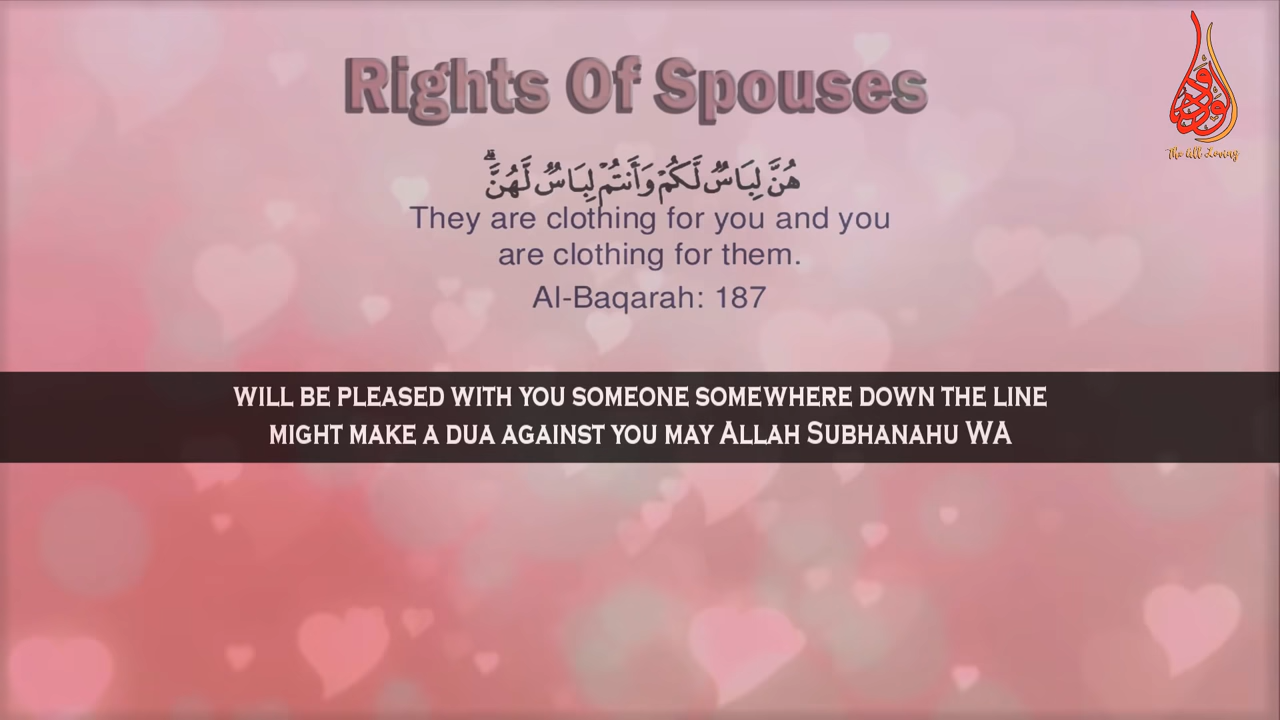 Rights Of Spouses
هُنَّ لِبَاسٌ لَّكُمْ وَأَنتُمْ لِبَاسٌ لَّهُنَّ ۗ
They are clothing for you and you
are clothing for them.
Al-Baqarah: 187
WILL BE PLEASED WITH YOU SOMEONE SOMEWHERE DOWN THE LINE
MIGHT MAKE A DUA AGAINST YOU MAY ALLAH SUBHANAHU WA
الودود
The All Loving